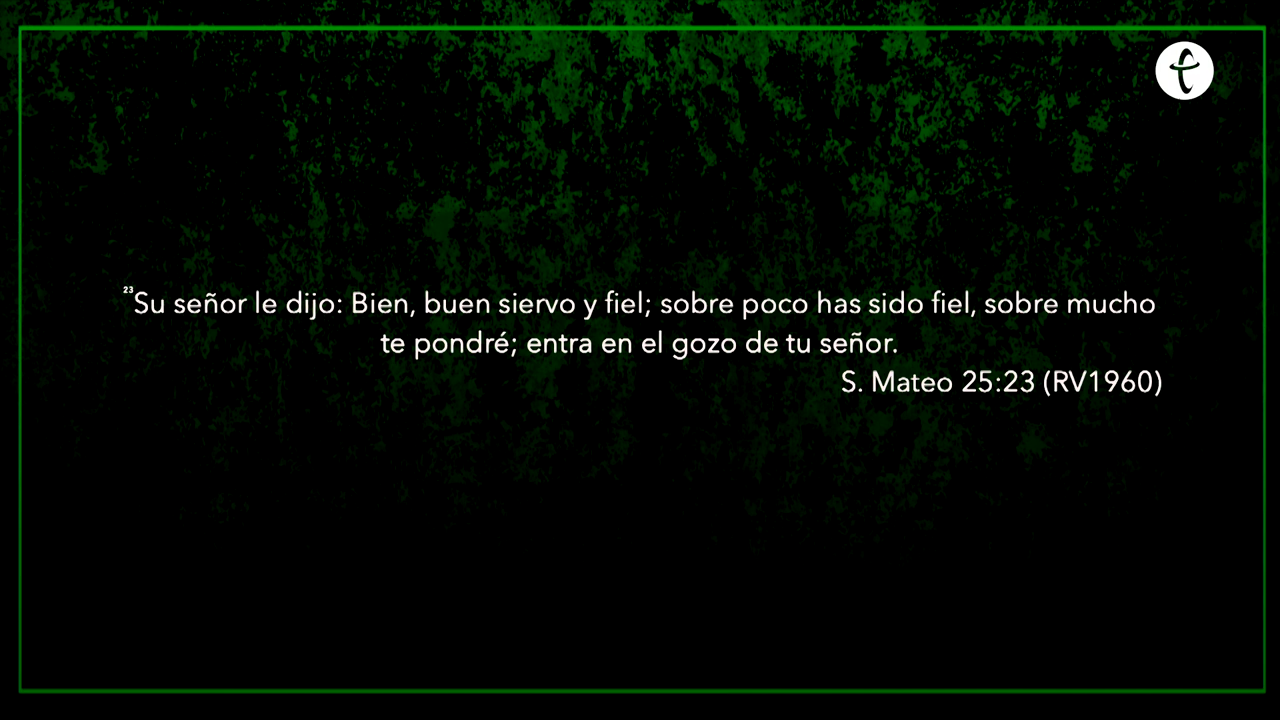 ²³Su señor le dijo: Bien, buen siervo y fiel; sobre poco has sido fiel, sobre mucho
te pondré; entra en el gozo de tu señor.
S. Mateo 25:23 (RV1960)